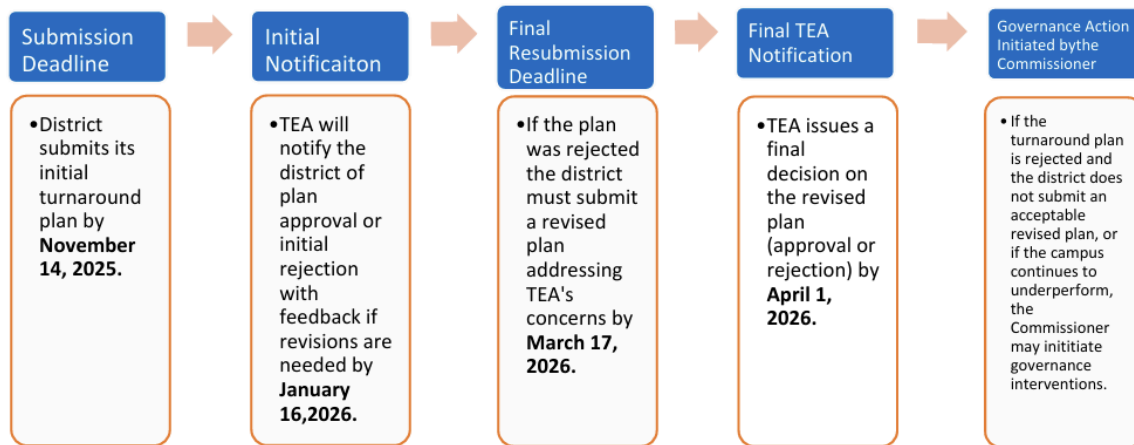 Submission
Deadline
•District
submits its
initial
turnaround
plan by
November
14, 2025.
Initial
Notificaiton
•TEA will
notify the
district of
plan
approval or
initial
rejection
with
feedback if
revisions are
needed by
January
16,2026.
Final
Resubmission
Deadline
•If the plan
was rejected
the district
must submit
a revised
plan
addressing
TEA's
concerns by
March 17,
2026.
Final TEA
Notification
•TEA issues a
final
decision on
the revised
plan
(approval or
rejection) by
April 1,
2026.
Governance Action
Initiated bythe
Commissioner
• If the
turnaround plan
is rejected and
the district does
not submit an
acceptable
revised plan, or
if the campus
continues to
underperform,
the
Commissioner
may inititiate
governance
interventions.